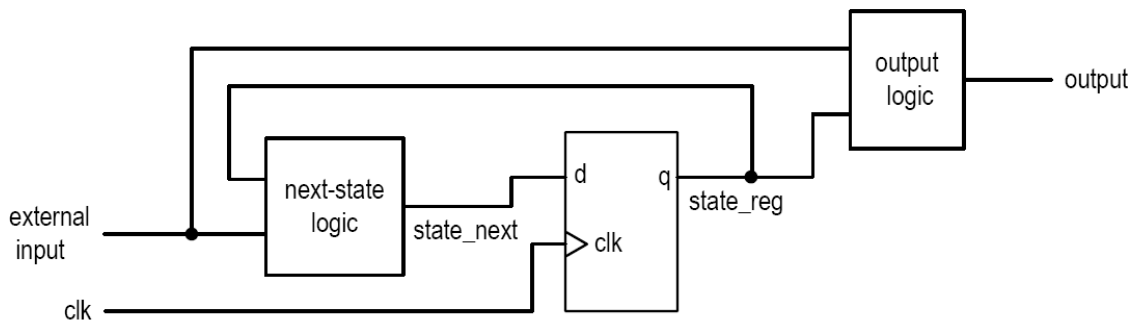 output
logic
output
next-state
logic
d
q
state_reg
state_next
clk
external
input
clk